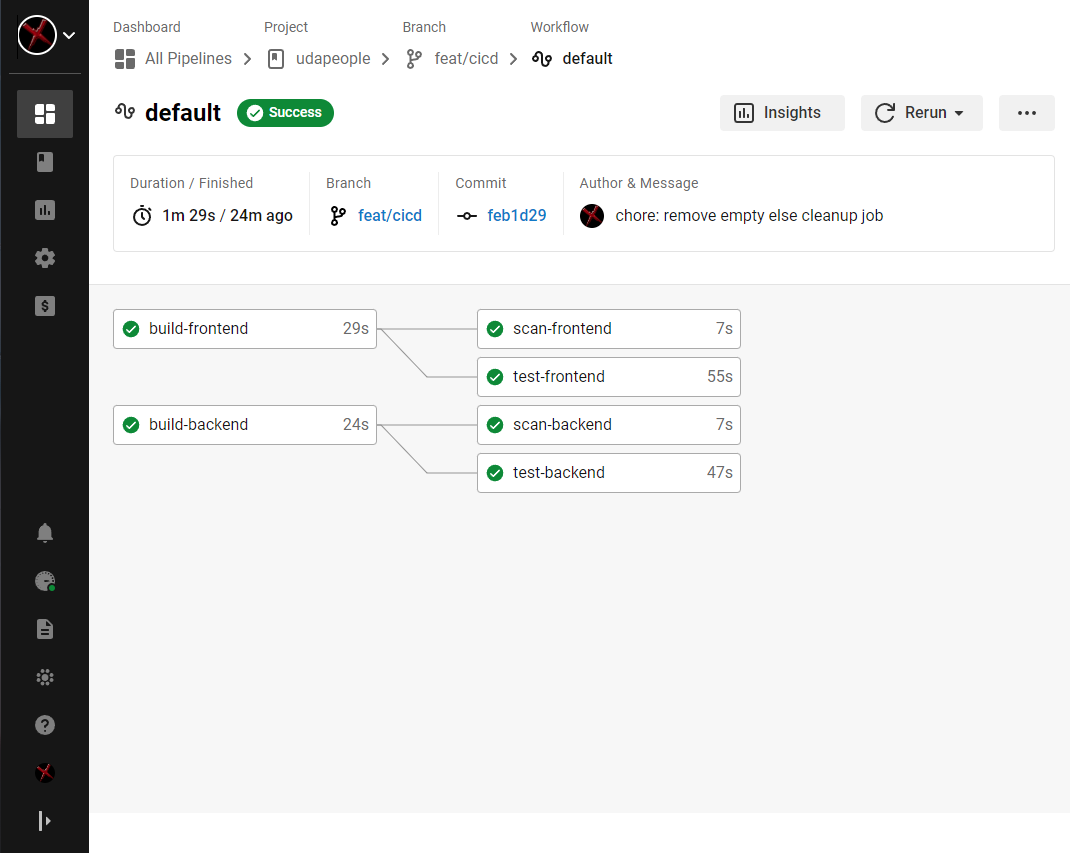 Dashboard Project Branch Workflow
All Pipelines udapeople feat/cicd default
default Success Insights Rerun
Duration / Finished Branch Commit Author & Message
1m 29s / 24m ago feat/cicd feb1d29 chore: remove empty else cleanup job
build-frontend 29s scan-frontend 7s
test-frontend 55s
build-backend 24s scan-backend 7s
test-backend 47s